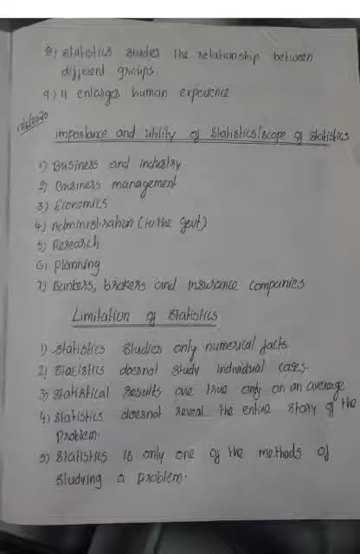 8) statistics studies the relationship between
different groups.
9) It enlarges human experience
Importance and utility of statistics/scope of statistics
1) Business and industry
2) Business management
3) Economics
4) Administration (to the govt)
5) Research
6) planning
7) Bankers, brokers and insurance companies
Limitation of statistics
1) statistics studies only numerical facts.
2) statistics doesnot study individual cases.
3) statistical results are true only on an average
4) statistics doesnot reveal the entire story of the
problem.
5) statistics is only one of the methods of
studying a problem.